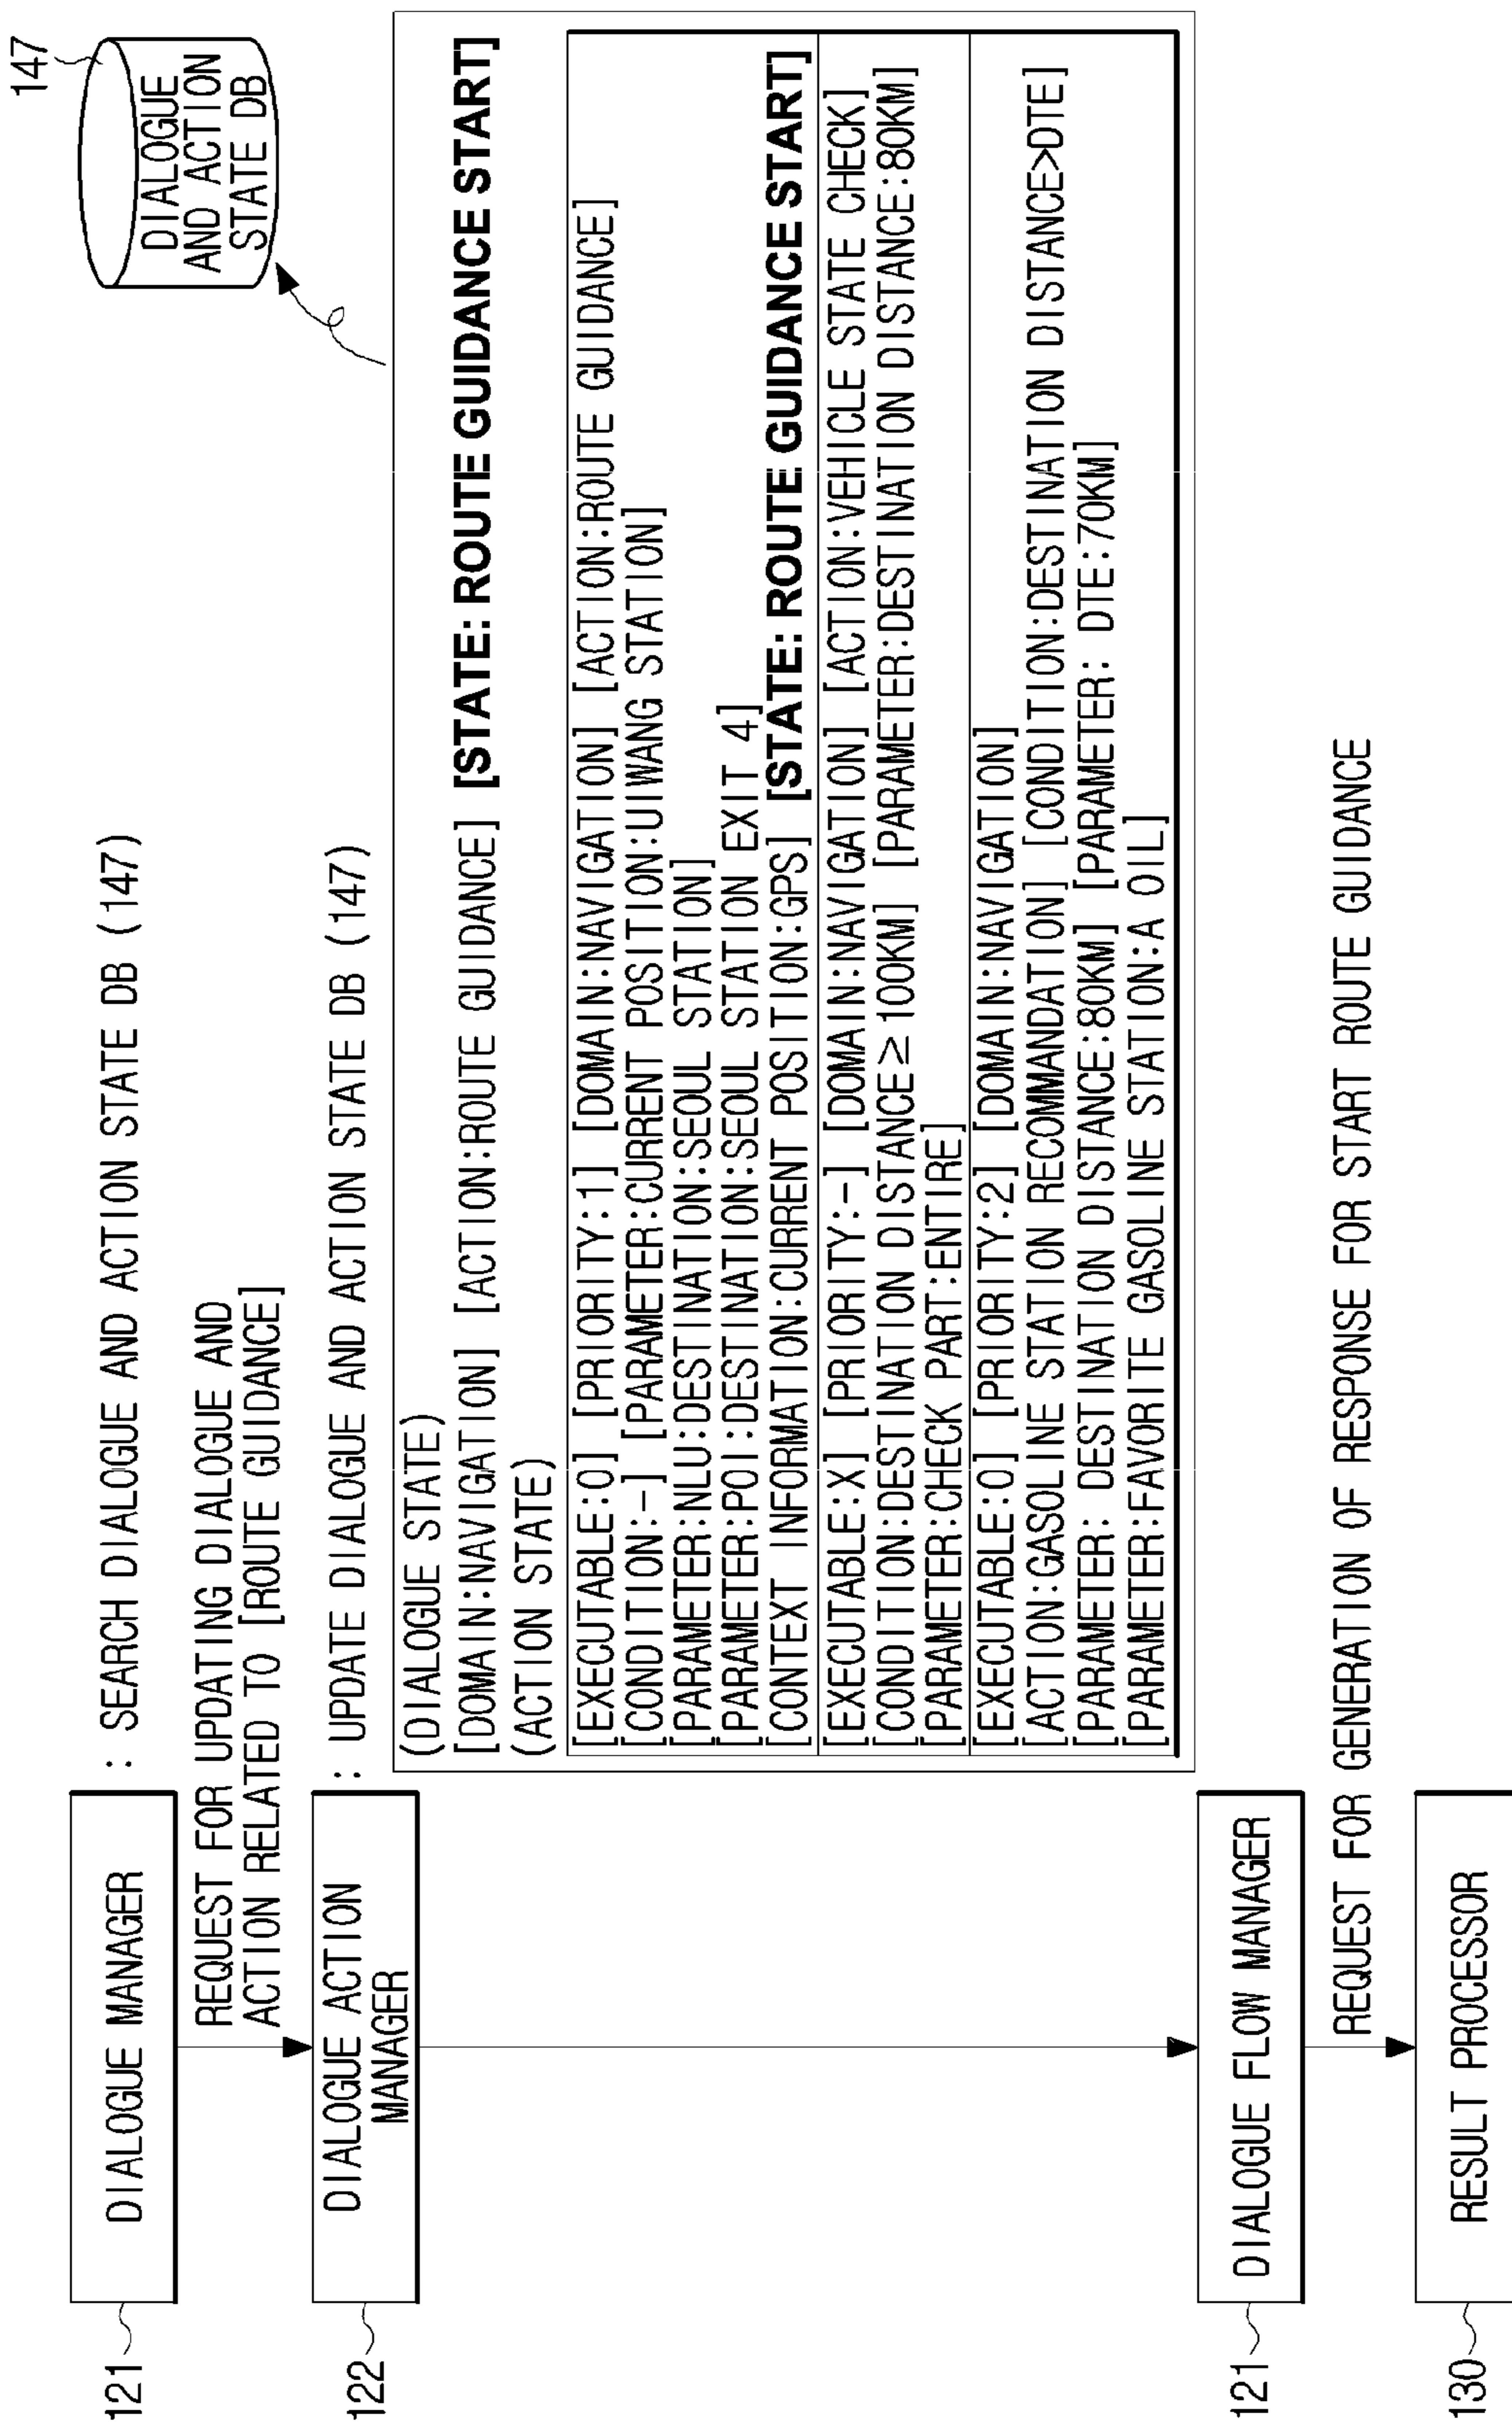 147
DIALOGUE
AND ACTION
STATE DB
121
DIALOGUE MANAGER
: SEARCH DIALOGUE AND ACTION STATE DB (147)
REQUEST FOR UPDATING DIALOGUE AND
ACTION RELATED TO [ROUTE GUIDANCE]
122
DIALOGUE ACTION
MANAGER
: UPDATE DIALOGUE AND ACTION STATE DB (147)
(DIALOGUE STATE)
[DOMAIN:NAVIGATION] [ACTION:ROUTE GUIDANCE] [STATE: ROUTE GUIDANCE START]
(ACTION STATE)
[EXECUTABLE:O] [PRIORITY:1] [DOMAIN:NAVIGATION] [ACTION:ROUTE GUIDANCE]
[CONDITION:-] [PARAMETER:CURRENT POSITION:UIWANG STATION]
[PARAMETER:NLU:DESTINATION:SEOUL STATION]
[PARAMETER:POI:DESTINATION:SEOUL STATION EXIT 4]
[CONTEXT INFORMATION:CURRENT POSITION:GPS] [STATE: ROUTE GUIDANCE START]
[EXECUTABLE:X] [PRIORITY:-] [DOMAIN:NAVIGATION] [ACTION:VEHICLE STATE CHECK]
[CONDITION:DESTINATION DISTANCE≥100KM] [PARAMETER:DESTINATION DISTANCE:80KM]
[PARAMETER:CHECK PART:ENTIRE]
[EXECUTABLE:O] [PRIORITY:2] [DOMAIN:NAVIGATION]
[ACTION:GASOLINE STATION RECOMMANDATION] [CONDITION:DESTINATION DISTANCE>DTE]
[PARAMETER: DESTINATION DISTANCE:80KM] [PARAMETER: DTE:70KM]
[PARAMETER:FAVORITE GASOLINE STATION:A OIL]
121
DIALOGUE FLOW MANAGER
REQUEST FOR GENERATION OF RESPONSE FOR START ROUTE GUIDANCE
130
RESULT PROCESSOR